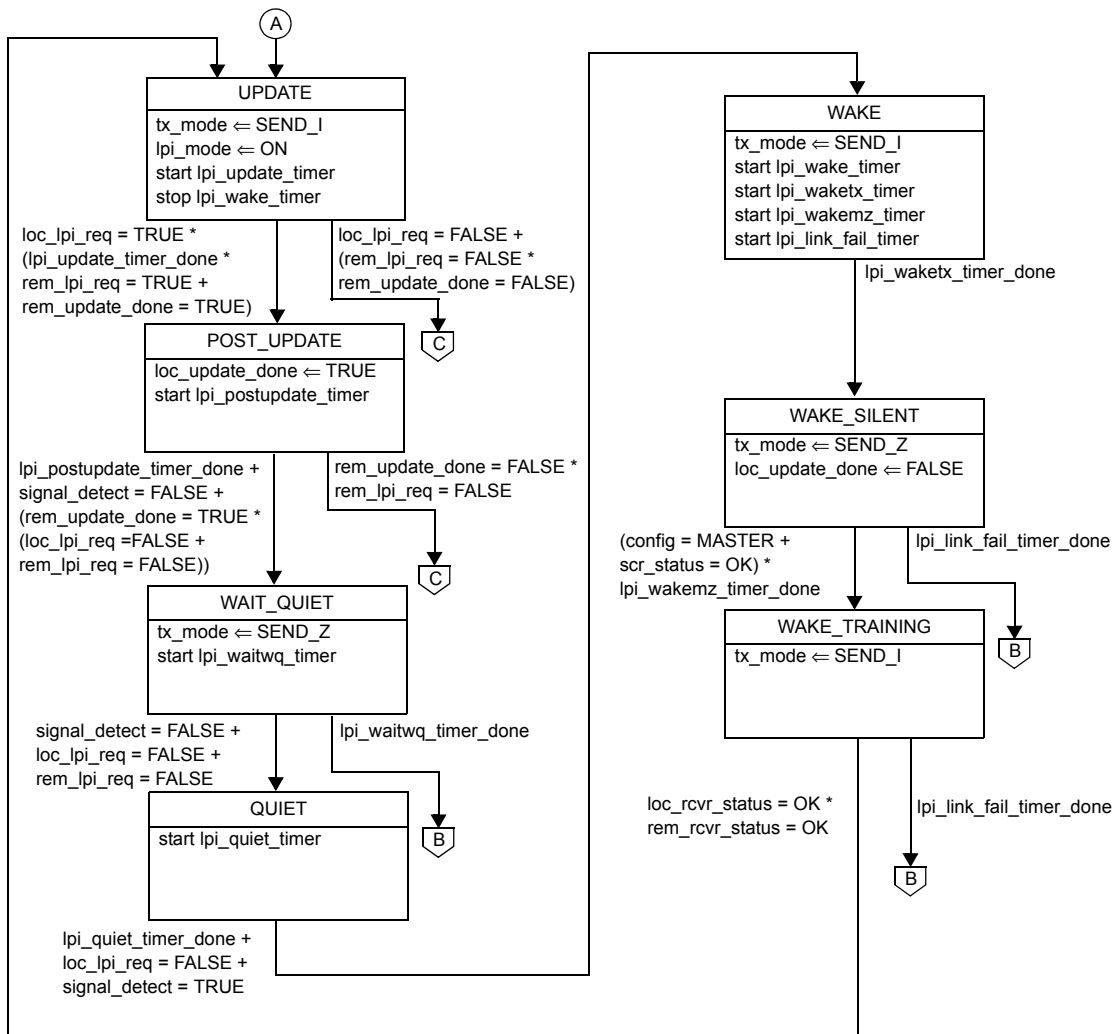 A
UPDATE
tx_mode ⇐ SEND_I
lpi_mode ⇐ ON
start lpi_update_timer
stop lpi_wake_timer
loc_lpi_req = TRUE *
(lpi_update_timer_done *
rem_lpi_req = TRUE +
rem_update_done = TRUE)
loc_lpi_req = FALSE +
(rem_lpi_req = FALSE *
rem_update_done = FALSE)
C
POST_UPDATE
loc_update_done ⇐ TRUE
start lpi_postupdate_timer
lpi_postupdate_timer_done +
signal_detect = FALSE +
(rem_update_done = TRUE *
(loc_lpi_req =FALSE +
rem_lpi_req = FALSE))
rem_update_done = FALSE *
rem_lpi_req = FALSE
C
WAIT_QUIET
tx_mode ⇐ SEND_Z
start lpi_waitwq_timer
signal_detect = FALSE +
loc_lpi_req = FALSE +
rem_lpi_req = FALSE
lpi_waitwq_timer_done
B
QUIET
start lpi_quiet_timer
lpi_quiet_timer_done +
loc_lpi_req = FALSE +
signal_detect = TRUE
WAKE
tx_mode ⇐ SEND_I
start lpi_wake_timer
start lpi_waketx_timer
start lpi_wakemz_timer
start lpi_link_fail_timer
lpi_waketx_timer_done
WAKE_SILENT
tx_mode ⇐ SEND_Z
loc_update_done ⇐ FALSE
(config = MASTER +
scr_status = OK) *
lpi_wakemz_timer_done
lpi_link_fail_timer_done
B
WAKE_TRAINING
tx_mode ⇐ SEND_I
loc_rcvr_status = OK *
rem_rcvr_status = OK
lpi_link_fail_timer_done
B